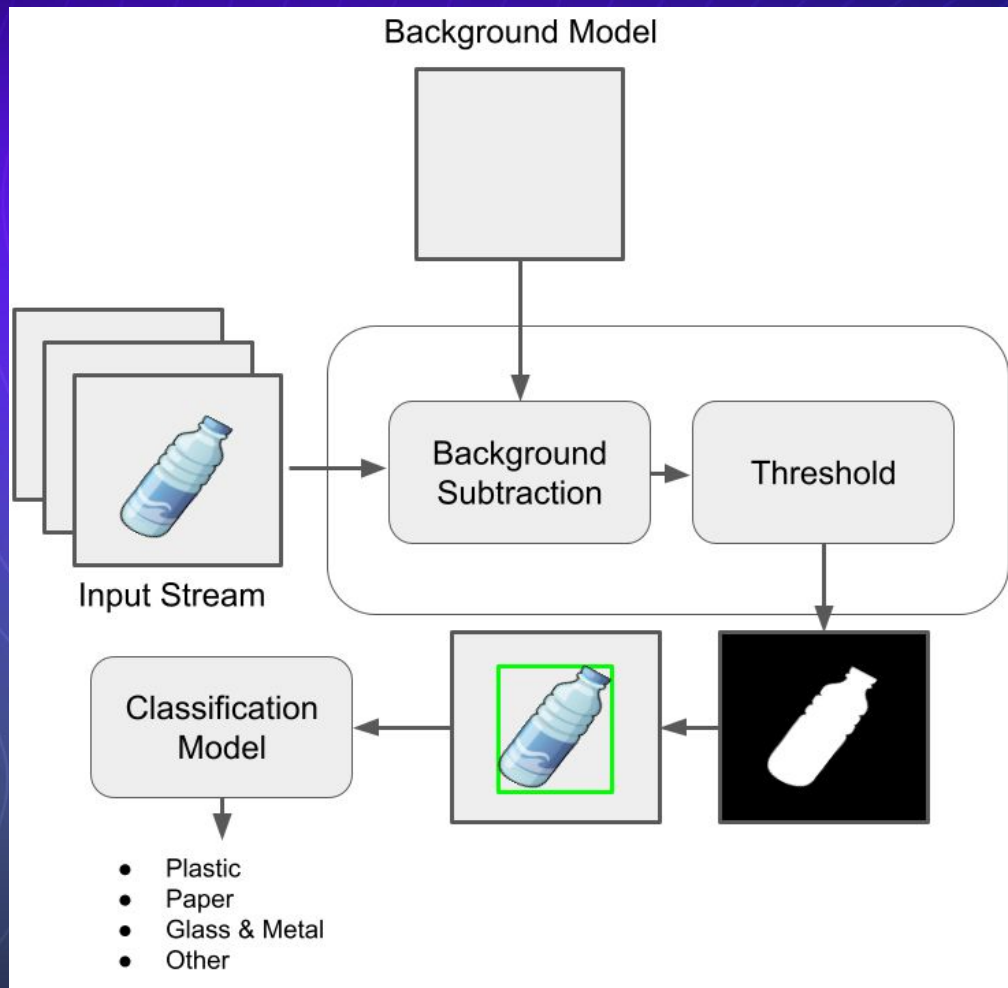 Background Model
Background
Subtraction
Threshold
Input Stream
Classification
Model
● Plastic
● Paper
● Glass & Metal
● Other